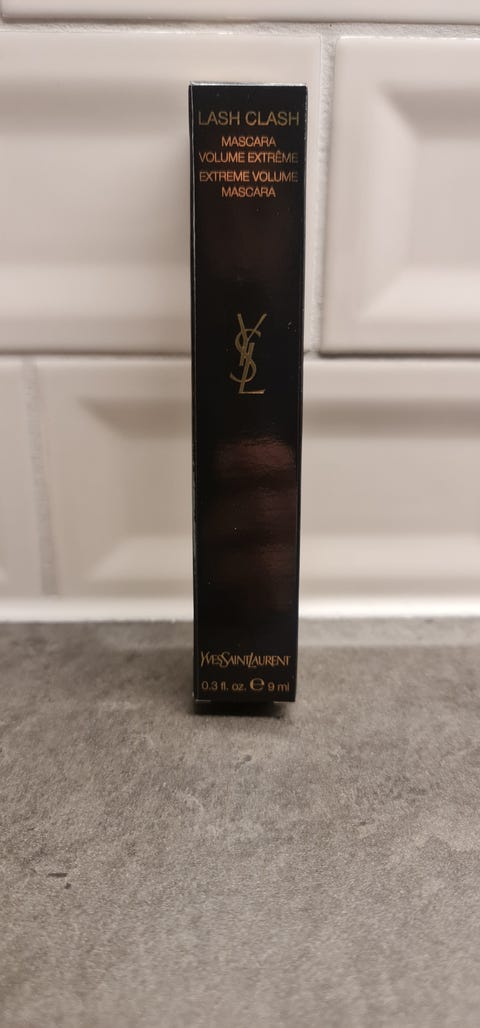 LASH CLASH
MASCARA
VOLUME EXTRÊME
EXTREME VOLUME
MASCARA
YSL
YVESSAINTLAURENT
0.3 fl. oz. ℮ 9 ml